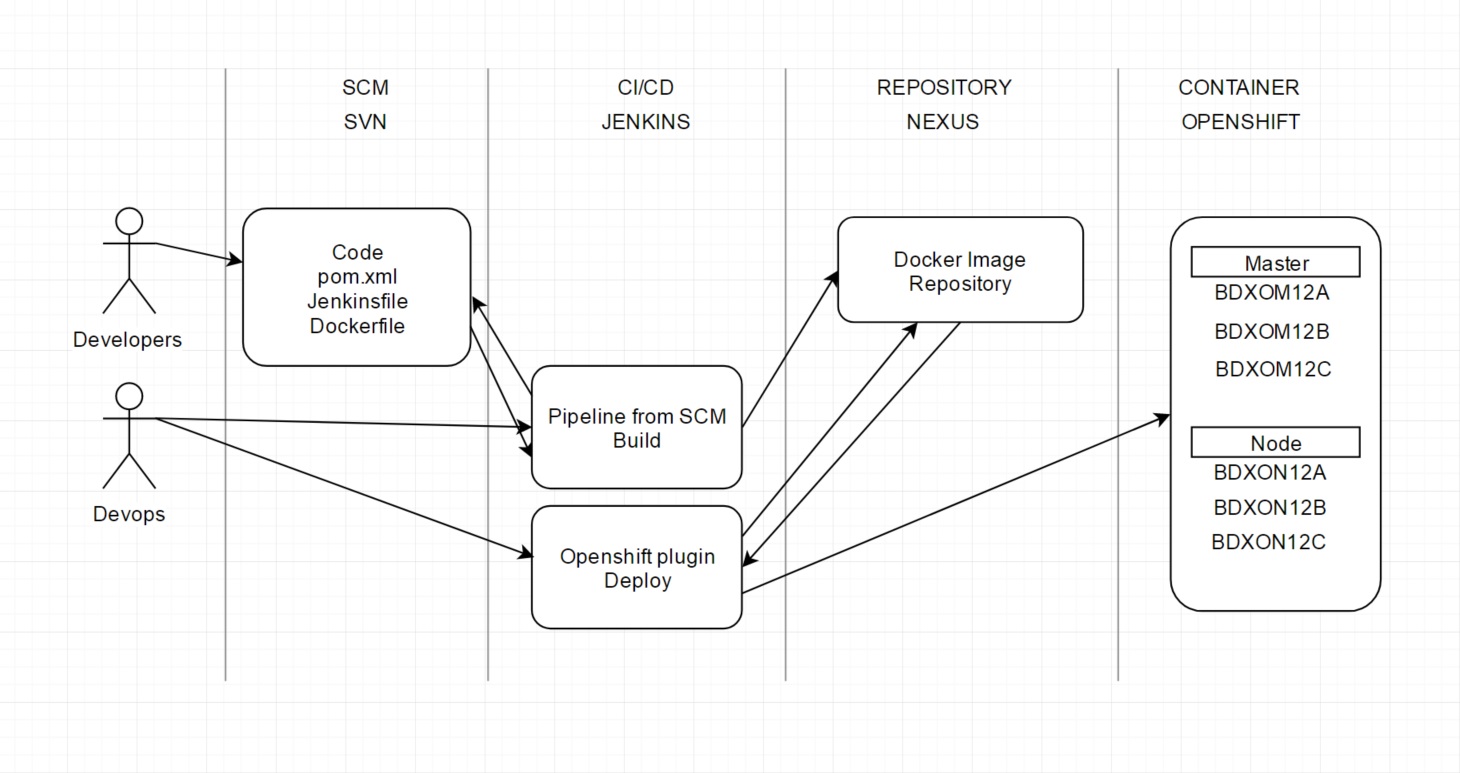 SCM
SVN
CI/CD
JENKINS
REPOSITORY
NEXUS
CONTAINER
OPENSHIFT
Developers
Devops
Code
pom.xml
Jenkinsfile
Dockerfile
Pipeline from SCM
Build
Openshift plugin
Deploy
Docker Image
Repository
Master
BDXOM12A
BDXOM12B
BDXOM12C
Node
BDXON12A
BDXON12B
BDXON12C